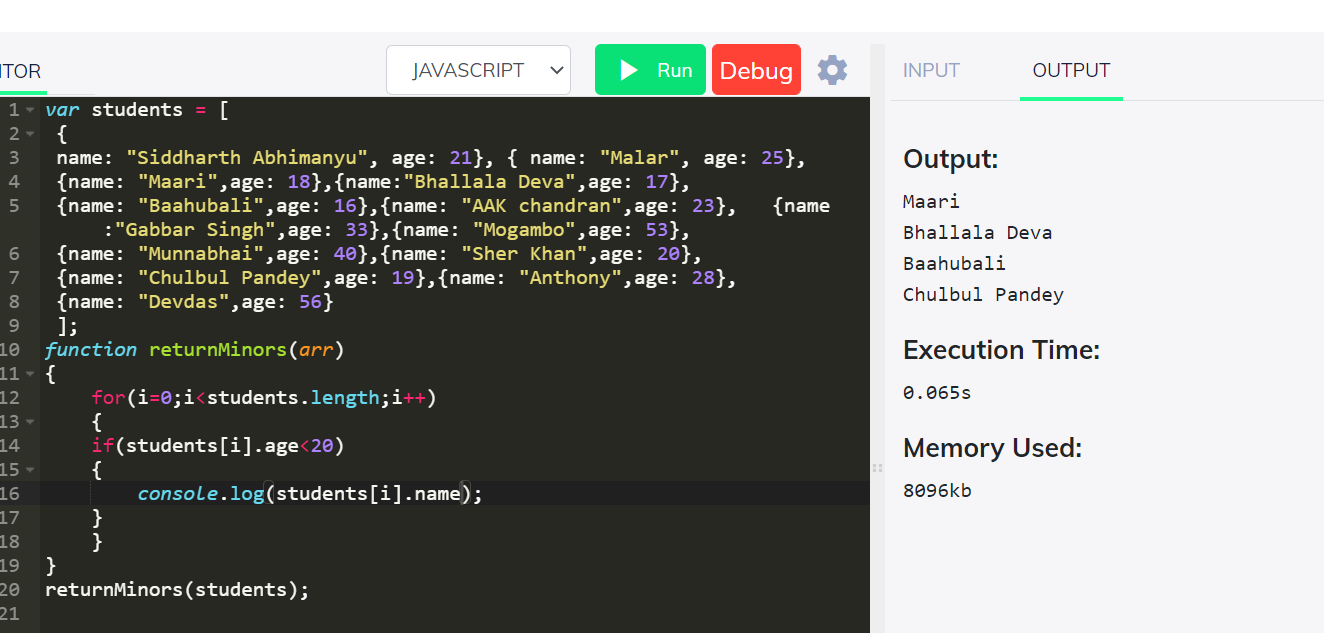 ITOR
JAVASCRIPT
Run
Debug
INPUT
OUTPUT
1 var students = [
2 {
3 name: "Siddharth Abhimanyu", age: 21}, { name: "Malar", age: 25},
4 {name: "Maari",age: 18},{name:"Bhallala Deva",age: 17},
5 {name: "Baahubali",age: 16},{name: "AAK chandran",age: 23}, {name
:"Gabbar Singh",age: 33},{name: "Mogambo",age: 53},
6 {name: "Munnabhai",age: 40},{name: "Sher Khan",age: 20},
7 {name: "Chulbul Pandey",age: 19},{name: "Anthony",age: 28},
8 {name: "Devdas",age: 56}
9 ];
10 function returnMinors(arr)
11 {
12 for(i=0;i<students.length;i++)
13 {
14 if(students[i].age<20)
15 {
16 console.log(students[i].name);
17 }
18 }
19 }
20 returnMinors(students);
21
Output:
Maari
Bhallala Deva
Baahubali
Chulbul Pandey
Execution Time:
0.065s
Memory Used:
8096kb